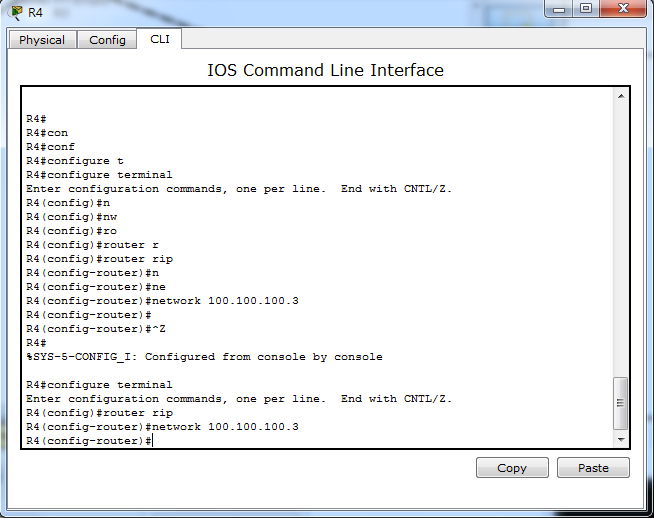 R4
Physical Config CLI
IOS Command Line Interface
R4#
R4#con
R4#conf
R4#configure t
R4#configure terminal
Enter configuration commands, one per line.  End with CNTL/Z.
R4(config)#n
R4(config)#nw
R4(config)#ro
R4(config)#router r
R4(config)#router rip
R4(config-router)#n
R4(config-router)#ne
R4(config-router)#network 100.100.100.3
R4(config-router)#
R4(config-router)#^Z
R4#
%SYS-5-CONFIG_I: Configured from console by console
R4#configure terminal
Enter configuration commands, one per line.  End with CNTL/Z.
R4(config)#router rip
R4(config-router)#network 100.100.100.3
R4(config-router)#
Copy Paste